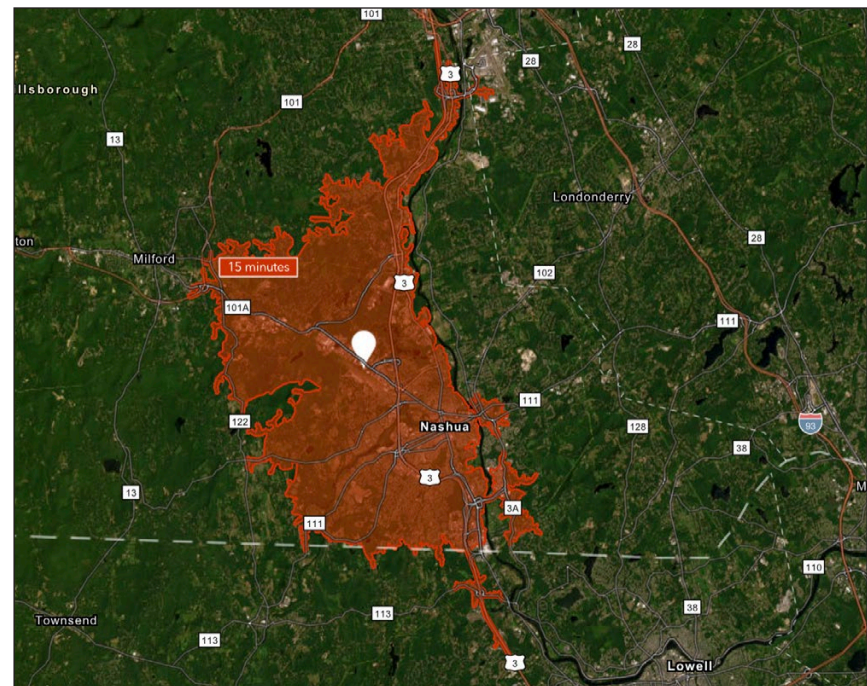 101
3
28
28
llsborough
101
13
Londonderry
ton
Milford
15 minutes
28
102
3
101A
111
111
122
Nashua
128
93
38
3
13
M
3A
111
110
38
113
Townsend
113
3
Lowell